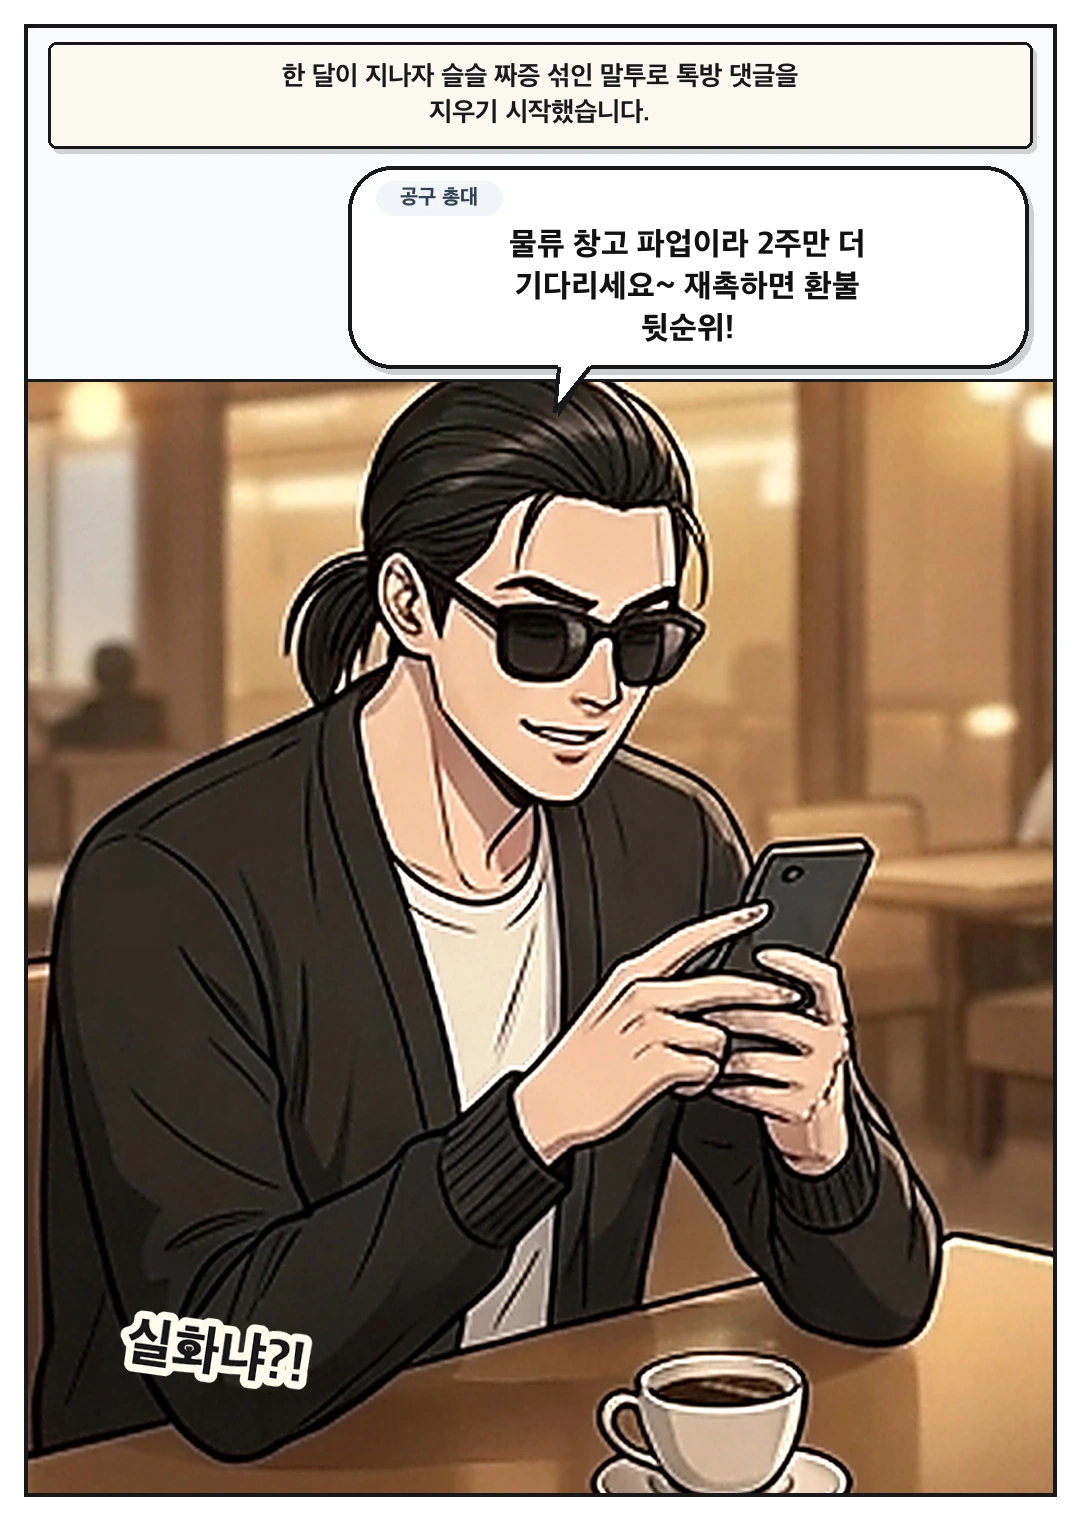 한 달이 지나자 슬슬 짜증 섞인 말투로 톡방 댓글을
지우기 시작했습니다.
공구 총대
물류 창고 파업이라 2주만 더
기다리세요~ 재촉하면 환불
뒷순위!
실화냐?!